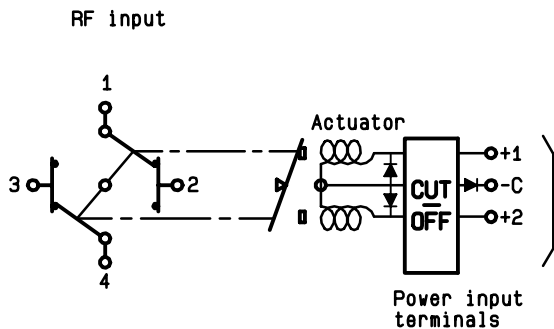 RF input
1
Actuator
+1
3
2
CUT
-C
OFF
+2
4
Power input
terminals